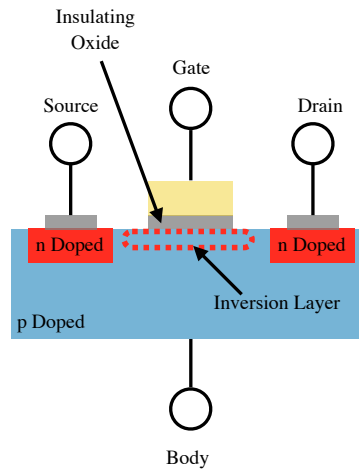 Insulating
Oxide
Gate
Source
Drain
n Doped
n Doped
Inversion Layer
p Doped
Body